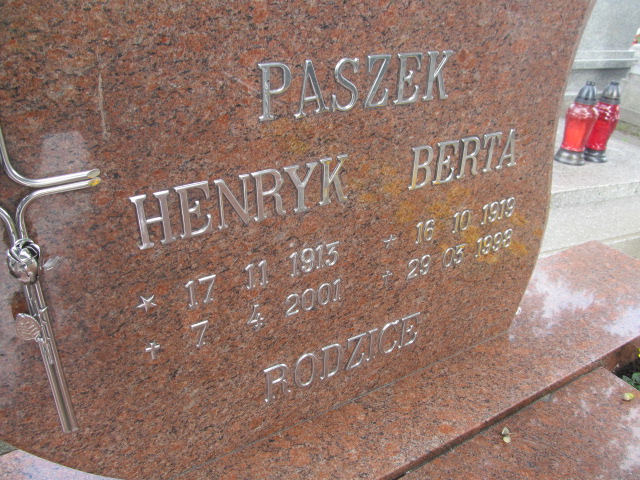 PASZEK
HENRYK BERTA
* 17 11 1913 * 16 10 1919
✝ 7 4 2001 ✝ 29 03 1998
RODZICE